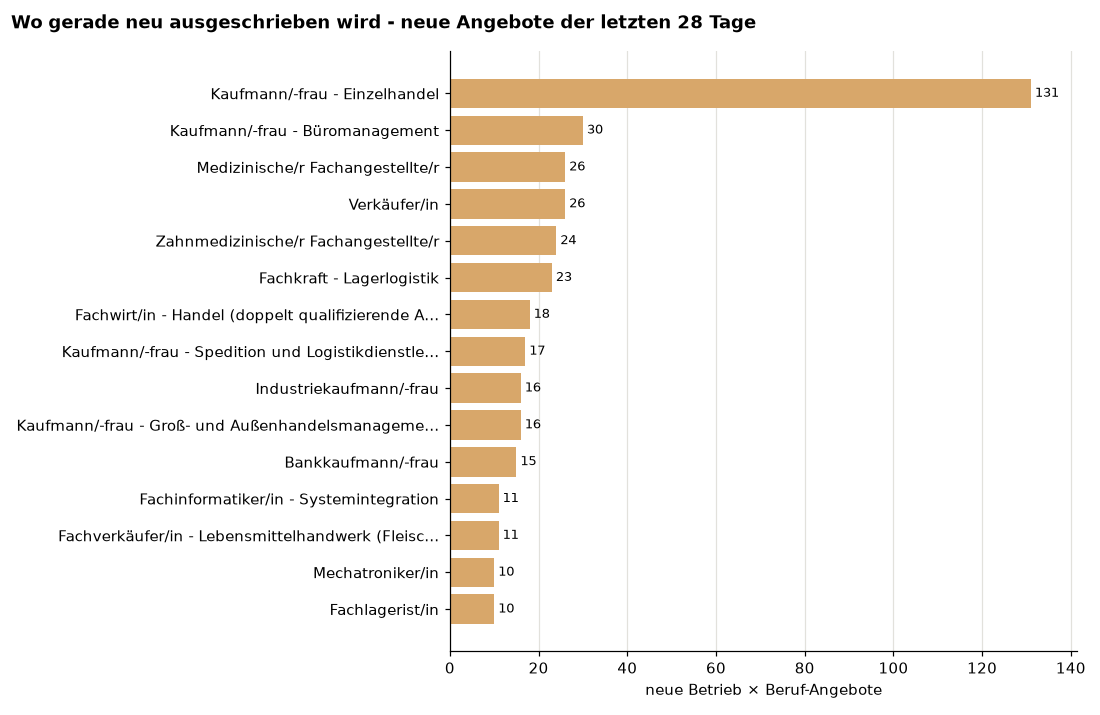 Wo gerade neu ausgeschrieben wird - neue Angebote der letzten 28 Tage
Kaufmann/-frau - Einzelhandel 131
Kaufmann/-frau - Büromanagement 30
Medizinische/r Fachangestellte/r 26
Verkäufer/in 26
Zahnmedizinische/r Fachangestellte/r 24
Fachkraft - Lagerlogistik 23
Fachwirt/in - Handel (doppelt qualifizierende A... 18
Kaufmann/-frau - Spedition und Logistikdienstle... 17
Industriekaufmann/-frau 16
Kaufmann/-frau - Groß- und Außenhandelsmanageme... 16
Bankkaufmann/-frau 15
Fachinformatiker/in - Systemintegration 11
Fachverkäufer/in - Lebensmittelhandwerk (Fleisc... 11
Mechatroniker/in 10
Fachlagerist/in 10
0 20 40 60 80 100 120 140
neue Betrieb × Beruf-Angebote